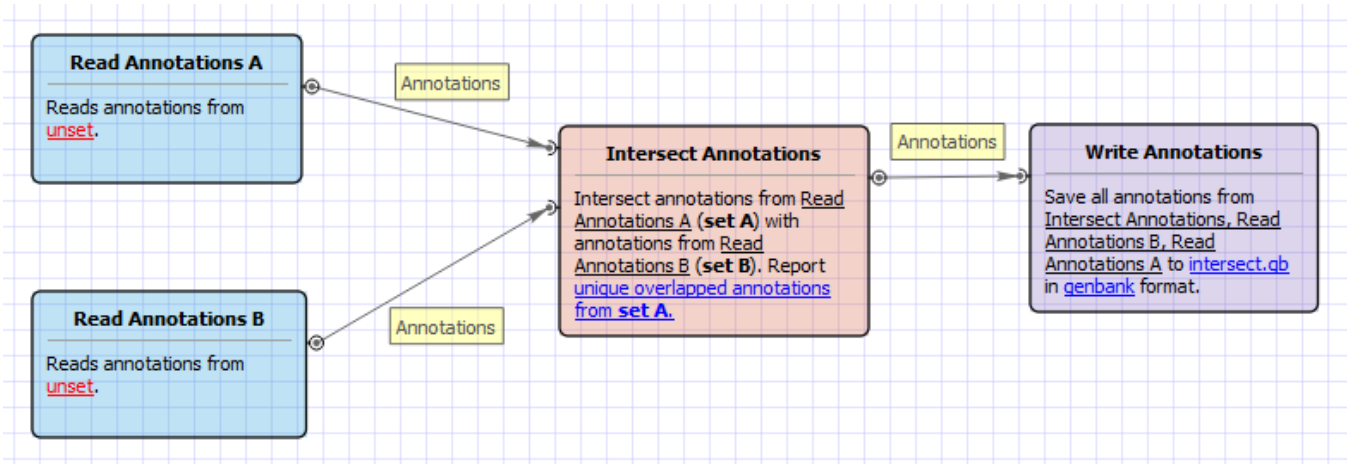 Read Annotations A
Reads annotations from
unset.
Annotations
Read Annotations B
Reads annotations from
unset.
Annotations
Intersect Annotations
Intersect annotations from Read
Annotations A (set A) with
annotations from Read
Annotations B (set B). Report
unique overlapped annotations
from set A.
Annotations
Write Annotations
Save all annotations from
Intersect Annotations, Read
Annotations B, Read
Annotations A to intersect.gb
in genbank format.